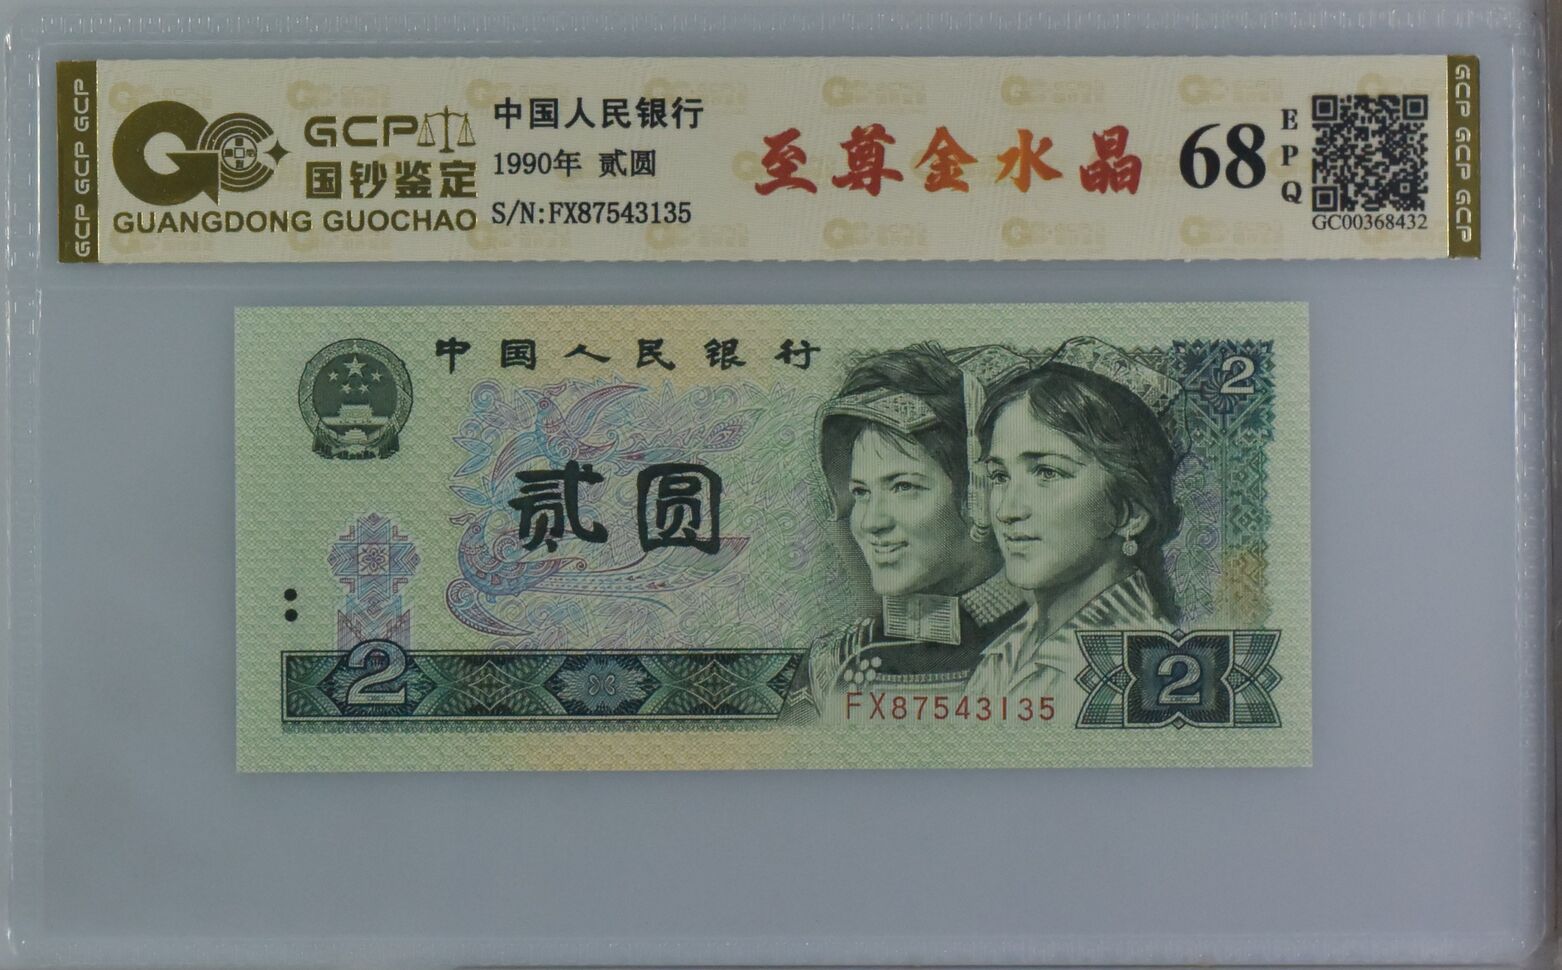 GCP GCP GCP
GCP
国钞鉴定
GUANGDONG GUOCHAO
中国人民银行
1990年 贰圆
S/N:FX87543135
至尊金水晶
68
EPQ
GC00368432
GCP GCP GCP
中国人民银行
2
贰圆
2
2
FX87543135